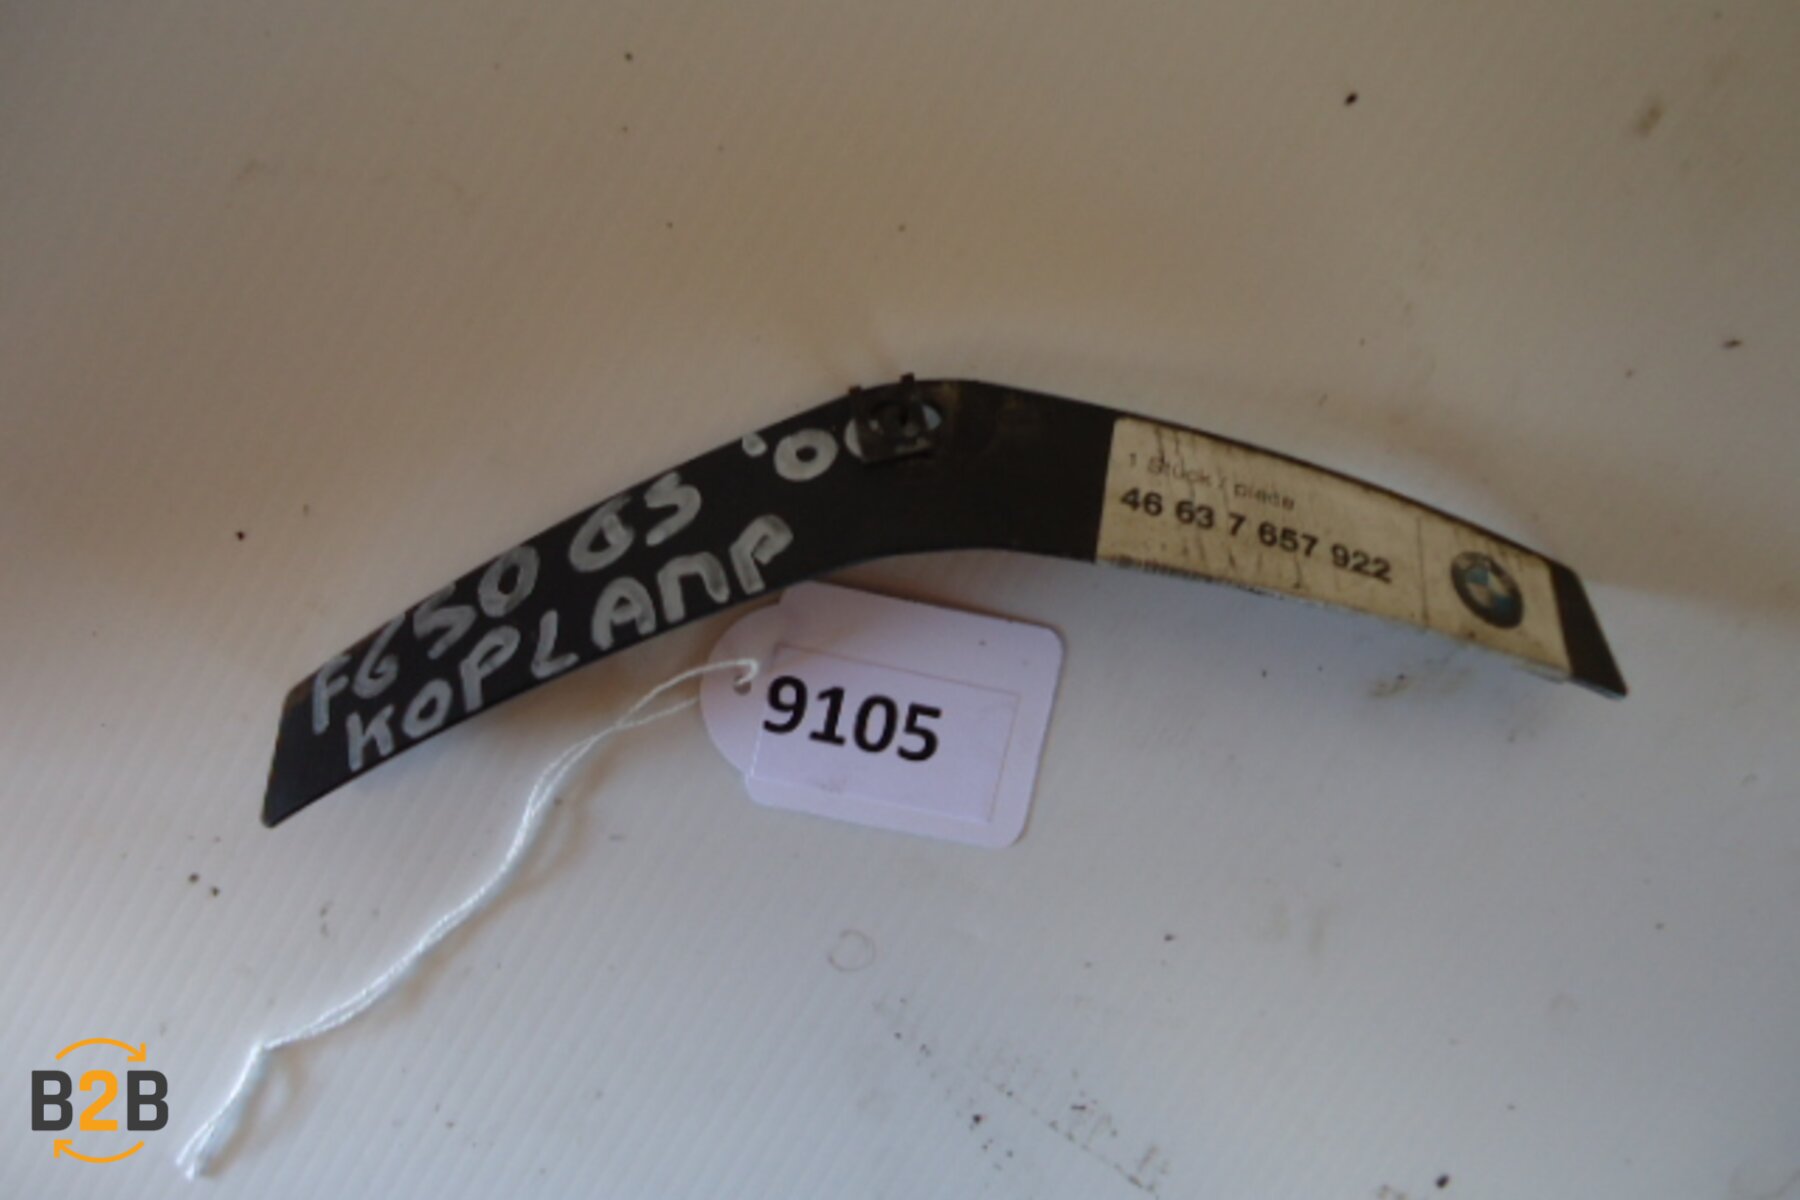 F650 GS '0
KOPLAMP
1 Stück / piece
46 63 7 657 922
9105
B2B